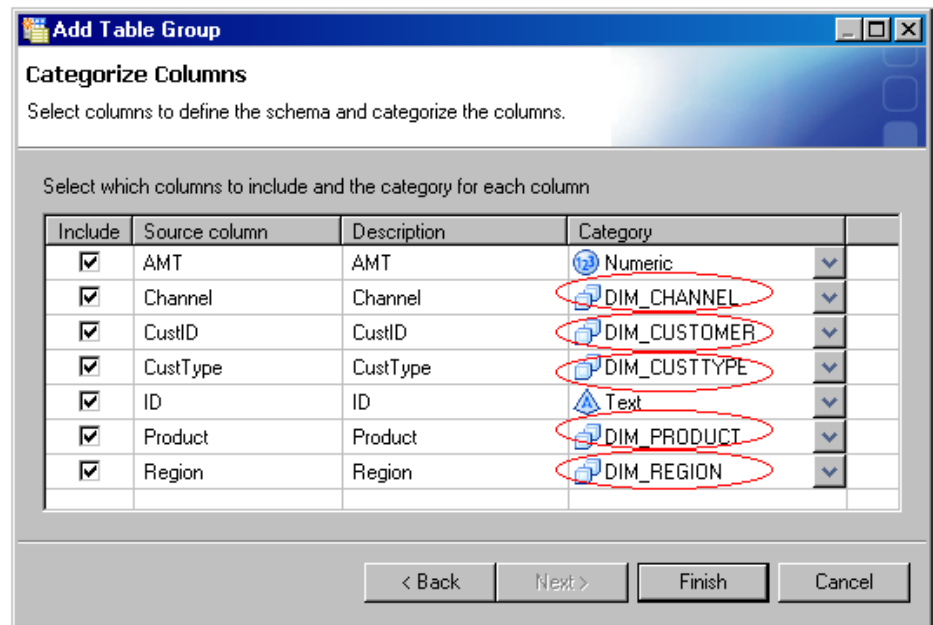 Add Table Group
Categorize Columns
Select columns to define the schema and categorize the columns.
Select which columns to include and the category for each column
Include Source column Description Category
AMT AMT 123 Numeric
Channel Channel DIM_CHANNEL
CustID CustID DIM_CUSTOMER
CustType CustType DIM_CUSTTYPE
ID ID A Text
Product Product DIM_PRODUCT
Region Region DIM_REGION
< Back Next > Finish Cancel